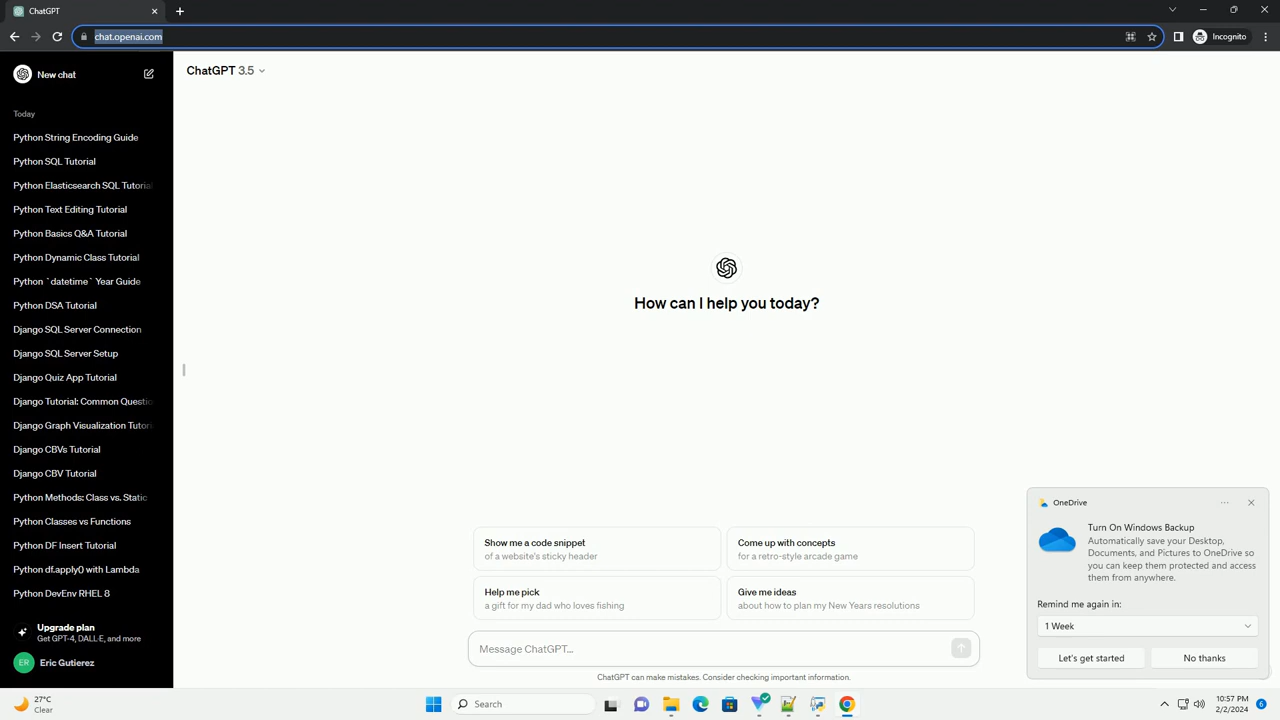 ChatGPT
chat.openai.com
Incognito
New chat
ChatGPT 3.5
Today
Python String Encoding Guide
Python SQL Tutorial
Python Elasticsearch SQL Tutorial
Python Text Editing Tutorial
Python Basics Q&A Tutorial
Python Dynamic Class Tutorial
Python `datetime` Year Guide
Python DSA Tutorial
Django SQL Server Connection
Django SQL Server Setup
Django Quiz App Tutorial
Django Tutorial: Common Questio
Django Graph Visualization Tutori
Django CBVs Tutorial
Django CBV Tutorial
Python Methods: Class vs. Static
Python Classes vs Functions
Python DF Insert Tutorial
Python df.apply() with Lambda
Python DevEnv RHEL 8
Upgrade plan
Get GPT-4, DALL·E, and more
ER
Eric Gutierez
How can I help you today?
Show me a code snippet
of a website's sticky header
Come up with concepts
for a retro-style arcade game
Help me pick
a gift for my dad who loves fishing
Give me ideas
about how to plan my New Years resolutions
Message ChatGPT...
ChatGPT can make mistakes. Consider checking important information.
OneDrive
Turn On Windows Backup
Automatically save your Desktop,
Documents, and Pictures to OneDrive so
you can keep them protected and access
them from anywhere.
Remind me again in:
1 Week
Let's get started
No thanks
27°C
Clear
Search
10:57 PM
2/2/2024
6